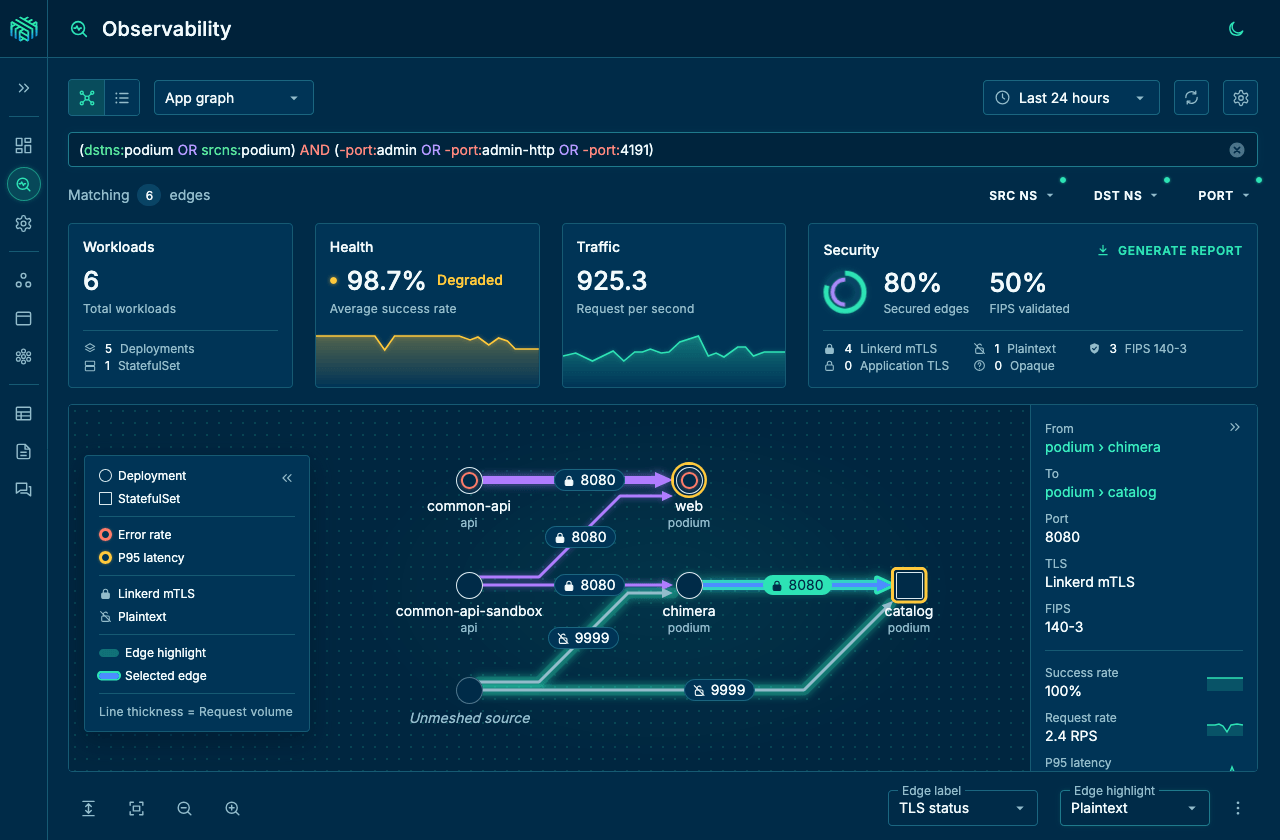 Observability
App graph
Last 24 hours
(dstns:podium OR srcns:podium) AND (-port:admin OR -port:admin-http OR -port:4191)
Matching 6 edges
SRC NS
DST NS
PORT
Workloads
6
Total workloads
5 Deployments
1 StatefulSet
Health
98.7% Degraded
Average success rate
Traffic
925.3
Request per second
Security
GENERATE REPORT
80%
Secured edges
50%
FIPS validated
4 Linkerd mTLS
1 Plaintext
3 FIPS 140-3
0 Application TLS
0 Opaque
Deployment
StatefulSet
Error rate
P95 latency
Linkerd mTLS
Plaintext
Edge highlight
Selected edge
Line thickness = Request volume
8080
common-api
api
web
podium
8080
8080
common-api-sandbox
api
chimera
podium
8080
catalog
podium
9999
9999
Unmeshed source
From
podium › chimera
To
podium › catalog
Port
8080
TLS
Linkerd mTLS
FIPS
140-3
Success rate
100%
Request rate
2.4 RPS
P95 latency
Edge label
TLS status
Edge highlight
Plaintext